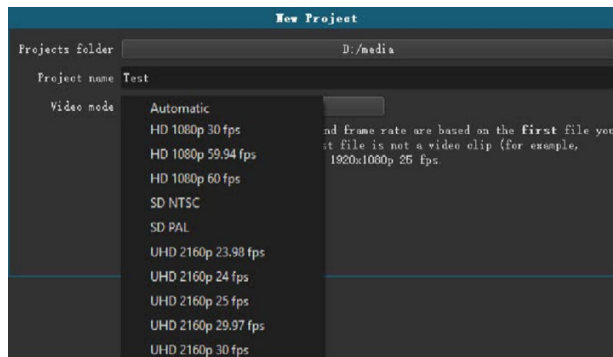 New Project
Projects folder D:/media
Project name Test
Video mode
Automatic
HD 1080p 30 fps
nd frame rate are based on the first file you
HD 1080p 59.94 fps
st file is not a video clip (for example,
1920x1080p 25 fps.
HD 1080p 60 fps
SD NTSC
SD PAL
UHD 2160p 23.98 fps
UHD 2160p 24 fps
UHD 2160p 25 fps
UHD 2160p 29.97 fps
UHD 2160p 30 fps